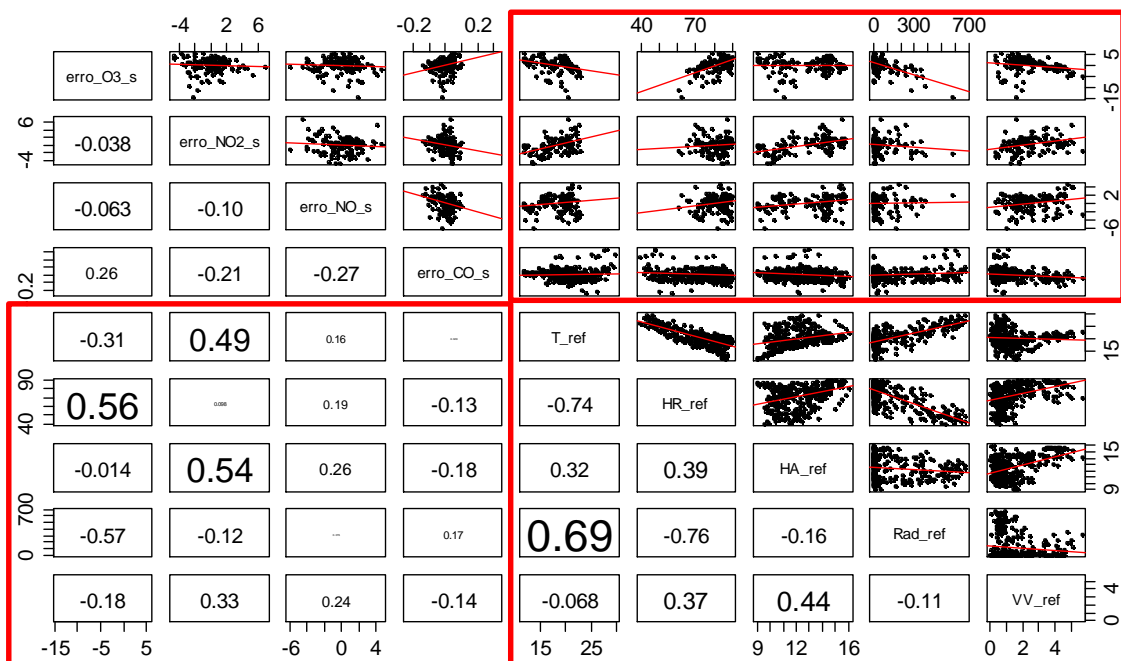 -4 0 2 4 6 -0.2 0.2 40 70 0 300 700
erro_O3_s 5 -15
6 -4 -0.038 erro_NO2_s
-0.063 -0.10 erro_NO_s 2 -6
0.2 0.26 -0.21 -0.27 erro_CO_s
-0.31 0.49 0.16 T_ref 15
90 40 0.56 0.098 0.19 -0.13 -0.74 HR_ref
-0.014 0.54 0.26 -0.18 0.32 0.39 HA_ref 15 9
700 0 -0.57 -0.12 0.17 0.69 -0.76 -0.16 Rad_ref
-0.18 0.33 0.24 -0.14 -0.068 0.37 0.44 -0.11 VV_ref 4 0
-15 -5 5 -6 0 4 15 25 9 12 16 0 2 4